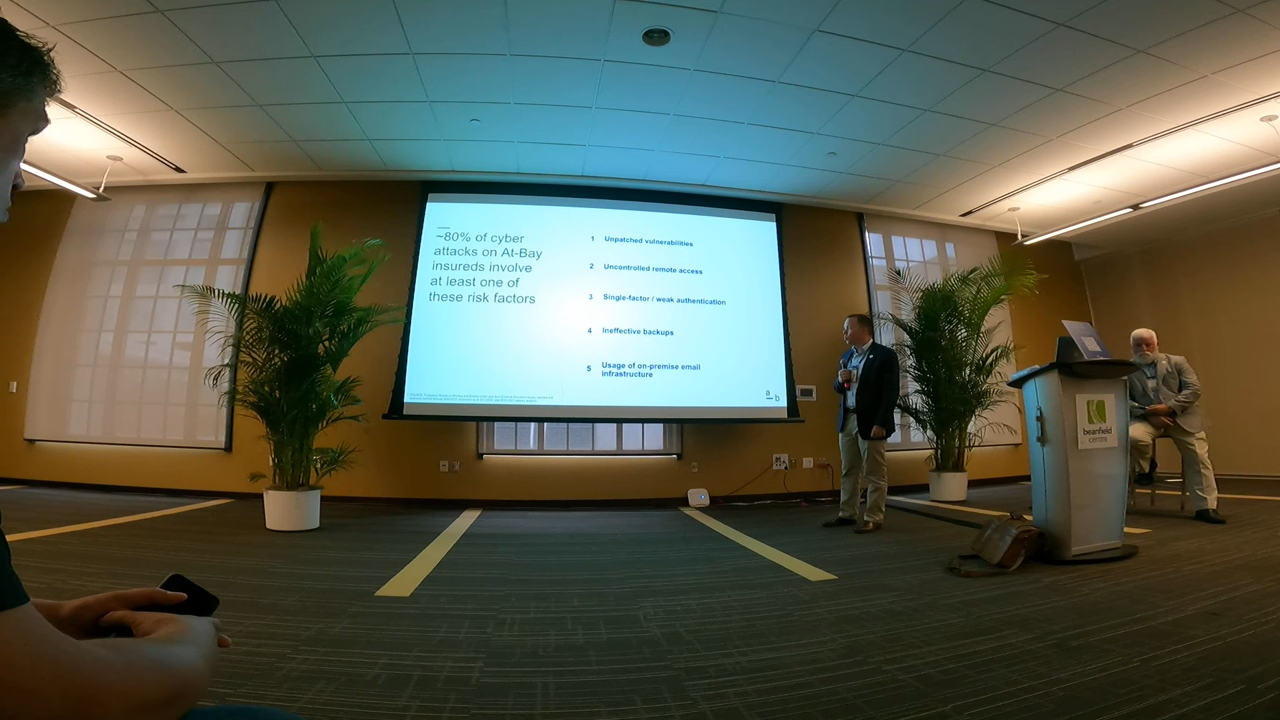 ~80% of cyber
attacks on At-Bay
insureds involve
at least one of
these risk factors
1 Unpatched vulnerabilities
2 Uncontrolled remote access
3 Single-factor / weak authentication
4 Ineffective backups
5 Usage of on-premise email
infrastructure
a
b
beanfield
CENTRE